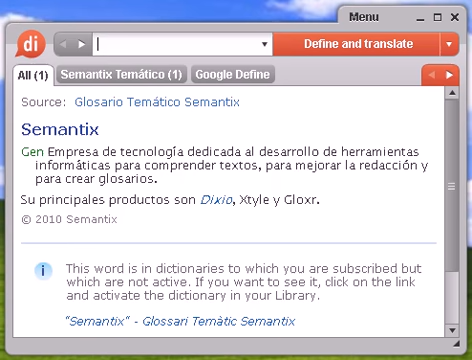 Menu
di
Define and translate
All (1) Semantix Temático (1) Google Define
Source: Glosario Temático Semantix
Semantix
Gen Empresa de tecnología dedicada al desarrollo de herramientas
informáticas para comprender textos, para mejorar la redacción y
para crear glosarios.
Su principales productos son Dixio, Xtyle y Gloxr.
© 2010 Semantix
i
This word is in dictionaries to which you are subscribed but
which are not active. If you want to see it, click on the link
and activate the dictionary in your Library.
"Semantix" - Glossari Temàtic Semantix